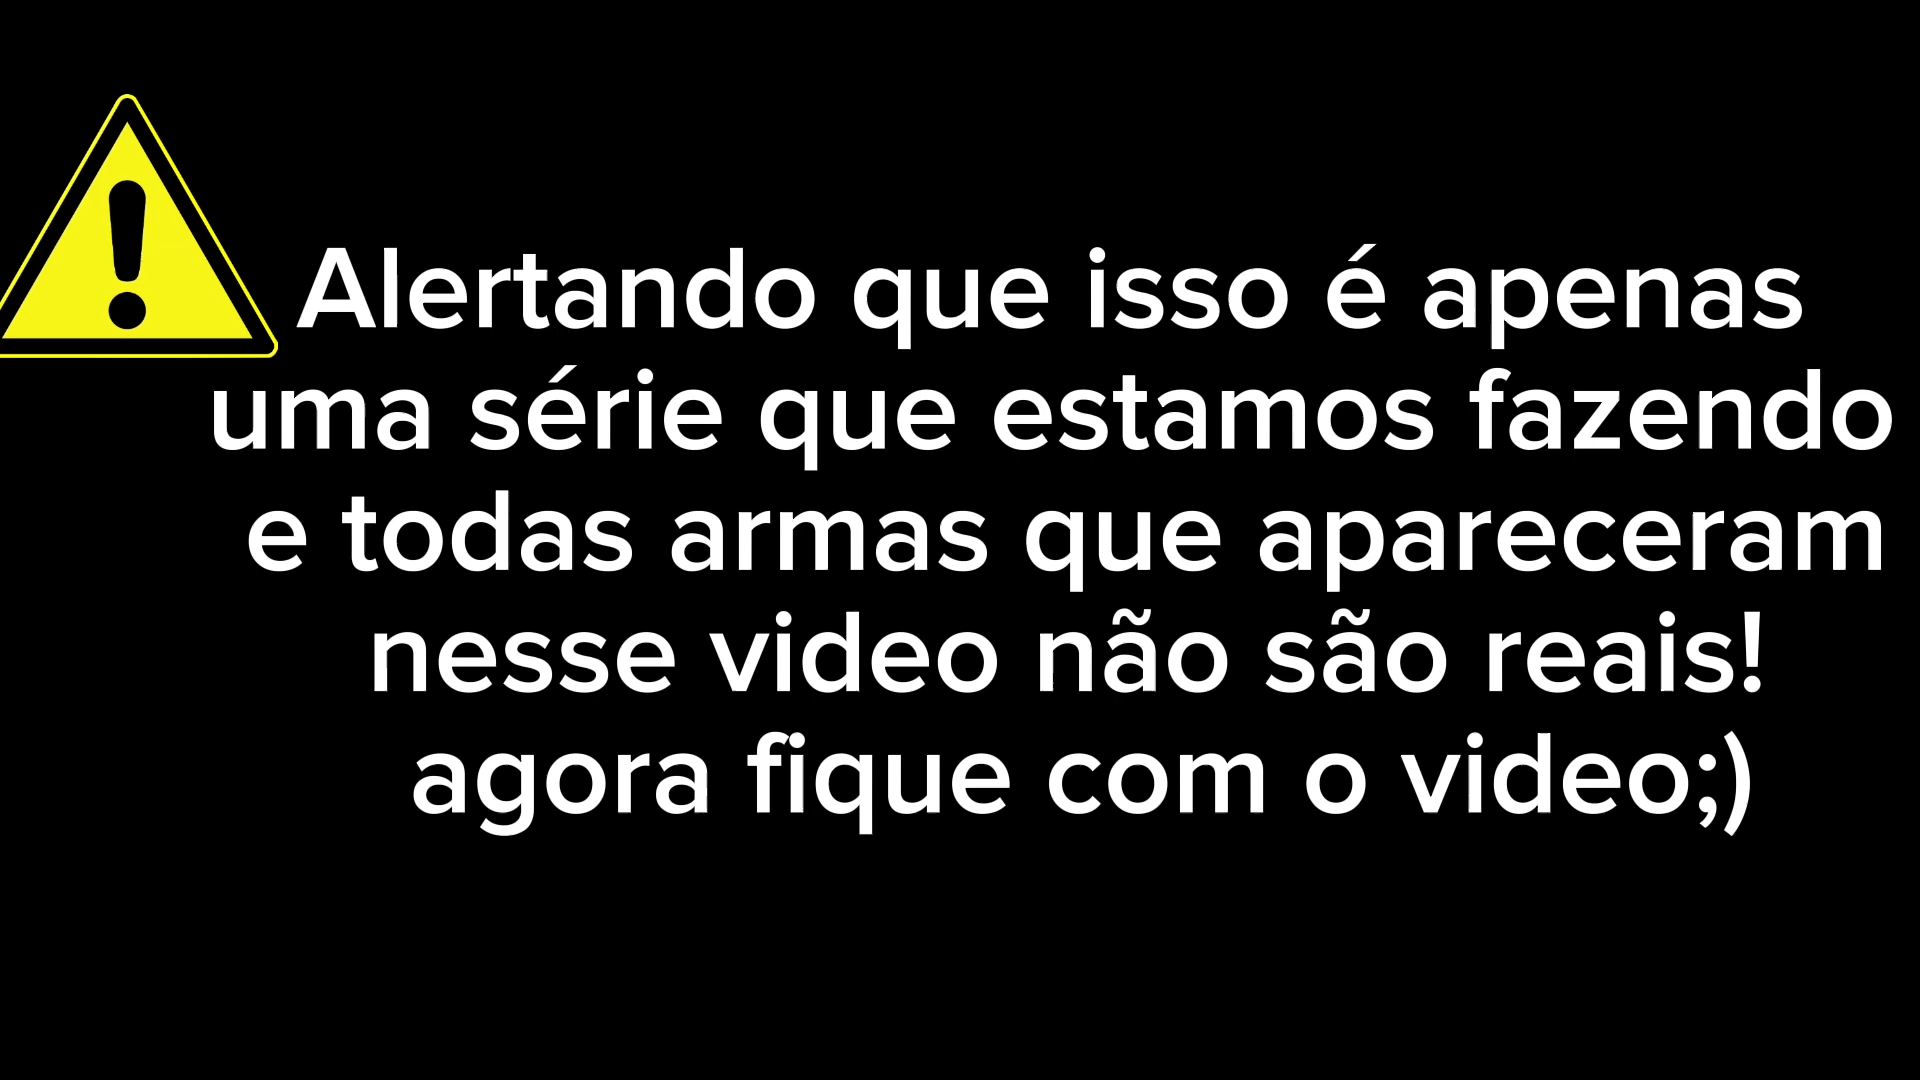 Alertando que isso é apenas
uma série que estamos fazendo
e todas armas que apareceram
nesse video não são reais!
agora fique com o video;)